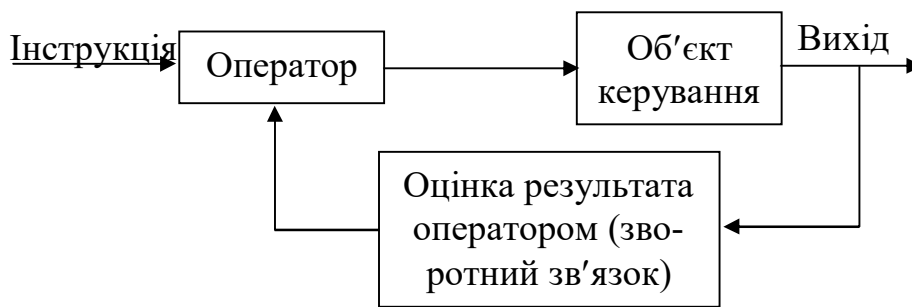 Інструкція
Оператор
Об′єкт
керування
Вихід
Оцінка результата
оператором (зво-
ротний зв′язок)